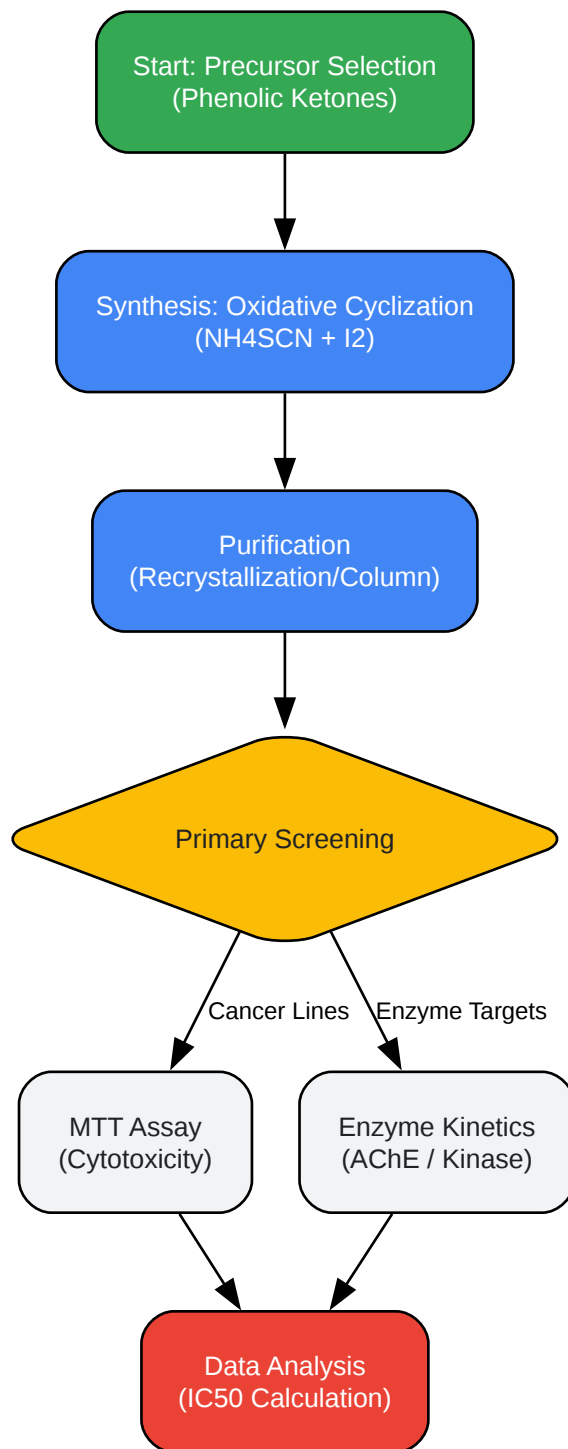 Start: Precursor Selection
(Phenolic Ketones)
Synthesis: Oxidative Cyclization
(NH4SCN + I2)
Purification
(Recrystallization/Column)
Primary Screening
Cancer Lines
Enzyme Targets
MTT Assay
(Cytotoxicity)
Enzyme Kinetics
(AChE / Kinase)
Data Analysis
(IC50 Calculation)